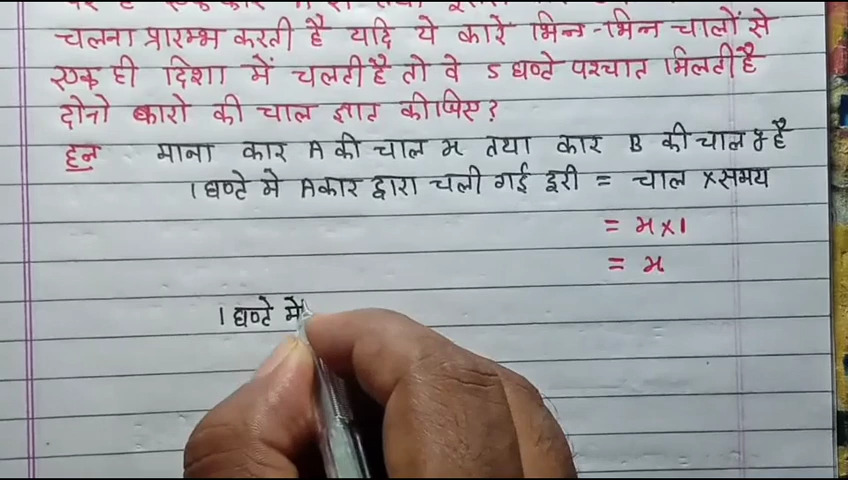 चलना प्रारम्भ करती है यदि ये कारें भिन्न-भिन्न चालों से
एक ही दिशा में चलती है तो वे 5 घण्टे पश्चात मिलती है
दोनो कारो की चाल ज्ञात कीजिए?
हल माना कार A की चाल x तथा कार B की चाल y है
1 घण्टे मे A कार द्वारा चली गई दूरी = चाल × समय
= x × 1
= x
1 घण्टे मे